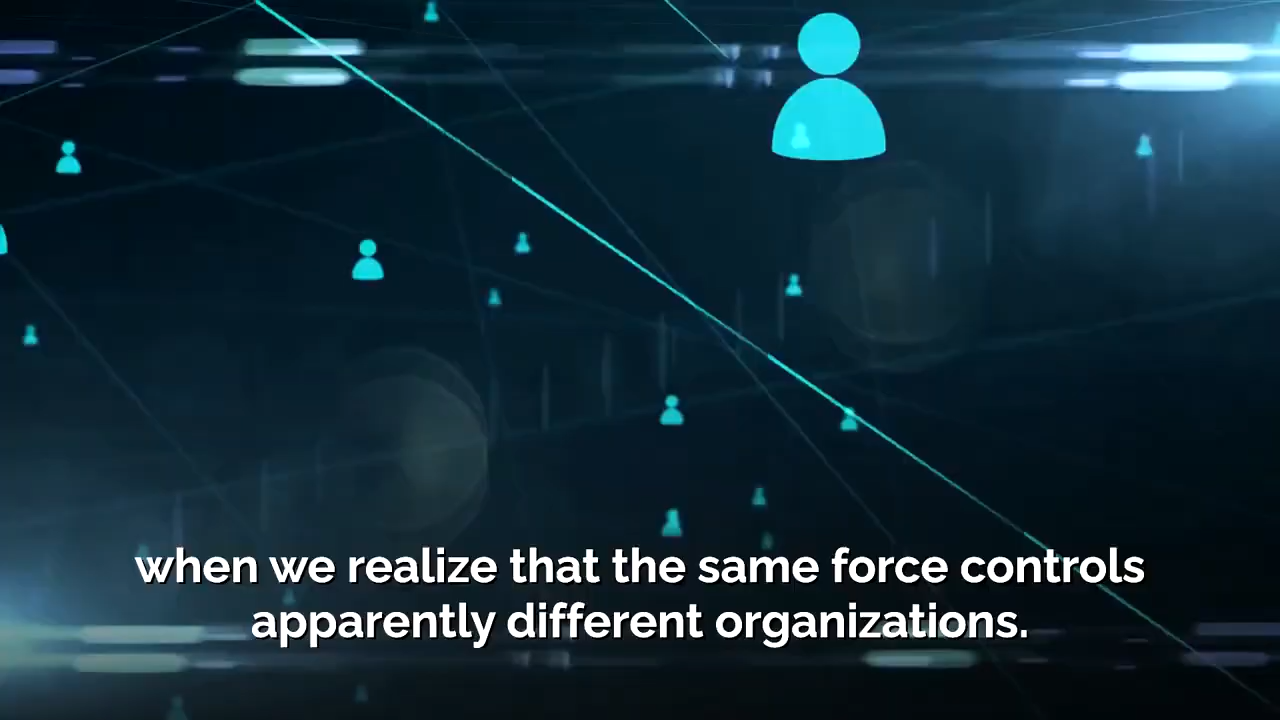 when we realize that the same force controls
apparently different organizations.